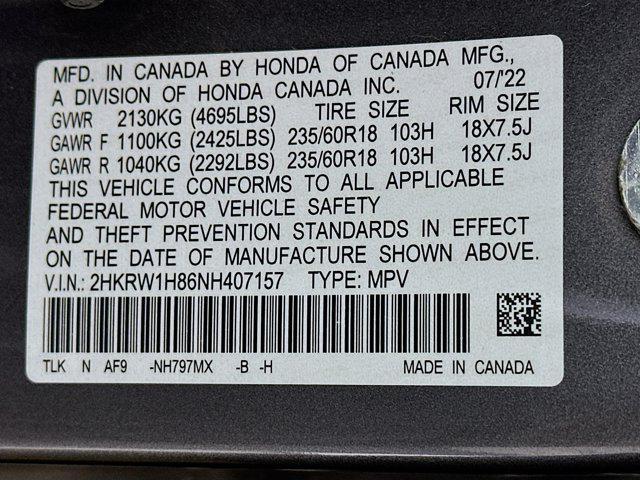 MFD. IN CANADA BY HONDA OF CANADA MFG.,
A DIVISION OF HONDA CANADA INC. 07/'22
GVWR 2130KG (4695LBS) TIRE SIZE RIM SIZE
GAWR F 1100KG (2425LBS) 235/60R18 103H 18X7.5J
GAWR R 1040KG (2292LBS) 235/60R18 103H 18X7.5J
THIS VEHICLE CONFORMS TO ALL APPLICABLE
FEDERAL MOTOR VEHICLE SAFETY
AND THEFT PREVENTION STANDARDS IN EFFECT
ON THE DATE OF MANUFACTURE SHOWN ABOVE.
V.I.N.: 2HKRW1H86NH407157 TYPE: MPV
TLK N AF9 -NH797MX -B -H MADE IN CANADA